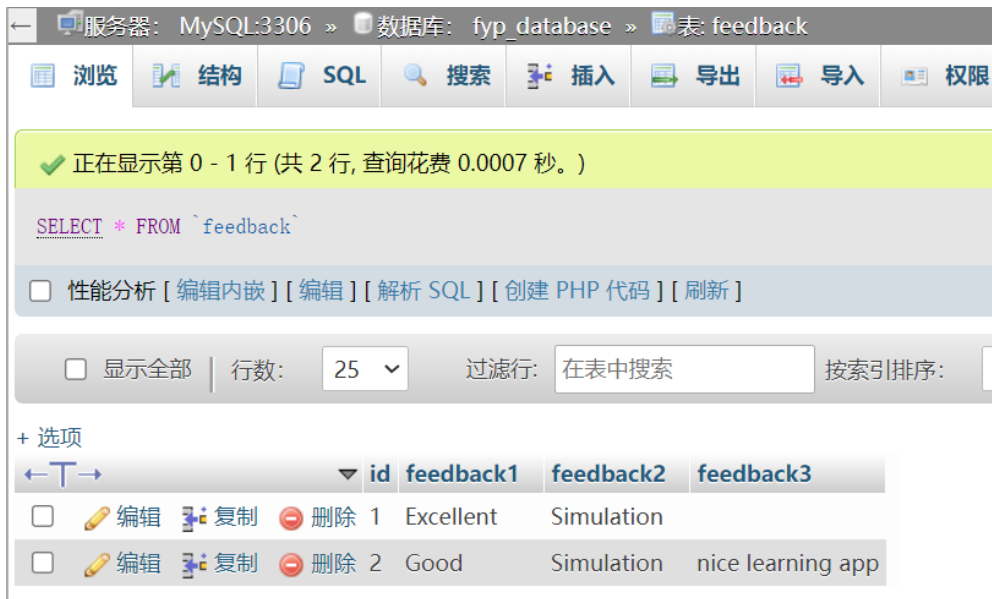 ← 服务器: MySQL:3306 » 数据库: fyp_database » 表: feedback
浏览 结构 SQL 搜索 插入 导出 导入 权限
正在显示第 0 - 1 行 (共 2 行, 查询花费 0.0007 秒。)
SELECT * FROM `feedback`
性能分析 [ 编辑内嵌 ] [ 编辑 ] [ 解析 SQL ] [ 创建 PHP 代码 ] [ 刷新 ]
显示全部 | 行数: 25 过滤行: 在表中搜索 按索引排序:
+ 选项
←T→ id feedback1 feedback2 feedback3
编辑 复制 删除 1 Excellent Simulation
编辑 复制 删除 2 Good Simulation nice learning app